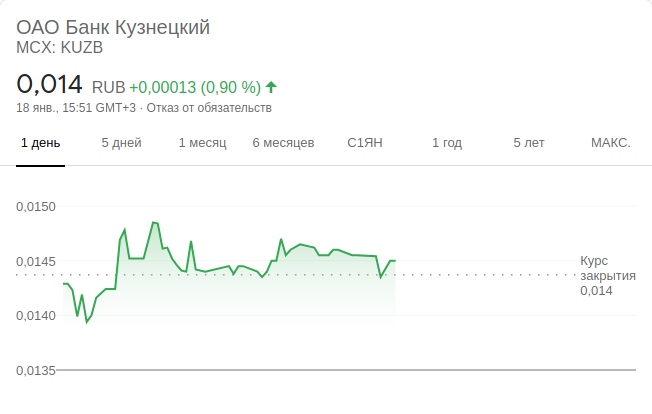 ОАО Банк Кузнецкий
MCX: KUZB
0,014 RUB +0,00013 (0,90 %)
18 янв., 15:51 GMT+3 · Отказ от обязательств
1 день 5 дней 1 месяц 6 месяцев С1ЯН 1 год 5 лет МАКС.
0,0150
0,0145
0,0140
0,0135
Курс
закрытия
0,014